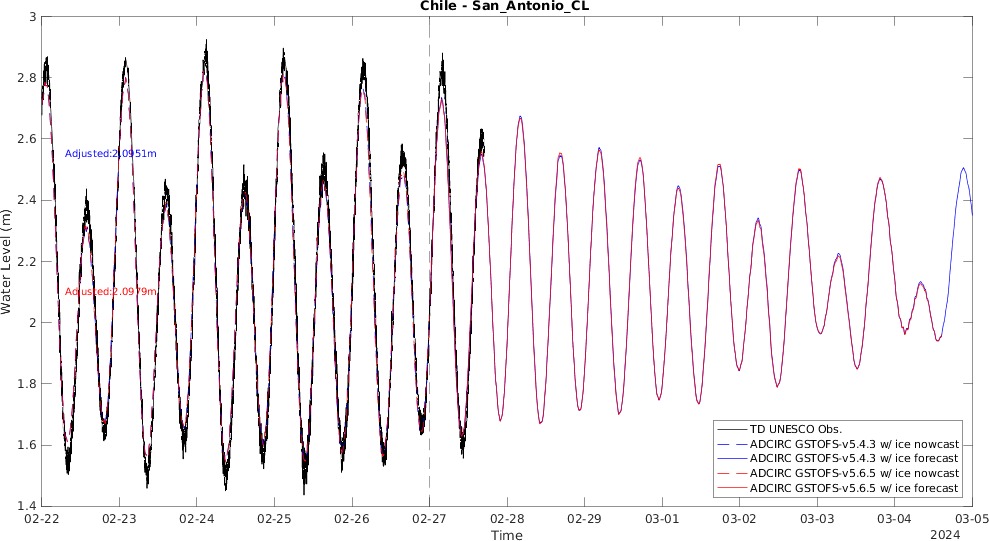 Chile - San_Antonio_CL
3
2.8
2.6
2.4
2.2
2
1.8
1.6
1.4
Water Level (m)
Adjusted:2.0951m
Adjusted:2.0979m
TD UNESCO Obs.
ADCIRC GSTOFS-v5.4.3 w/ ice nowcast
ADCIRC GSTOFS-v5.4.3 w/ ice forecast
ADCIRC GSTOFS-v5.6.5 w/ ice nowcast
ADCIRC GSTOFS-v5.6.5 w/ ice forecast
02-22 02-23 02-24 02-25 02-26 02-27 02-28 02-29 03-01 03-02 03-03 03-04 03-05
Time
2024